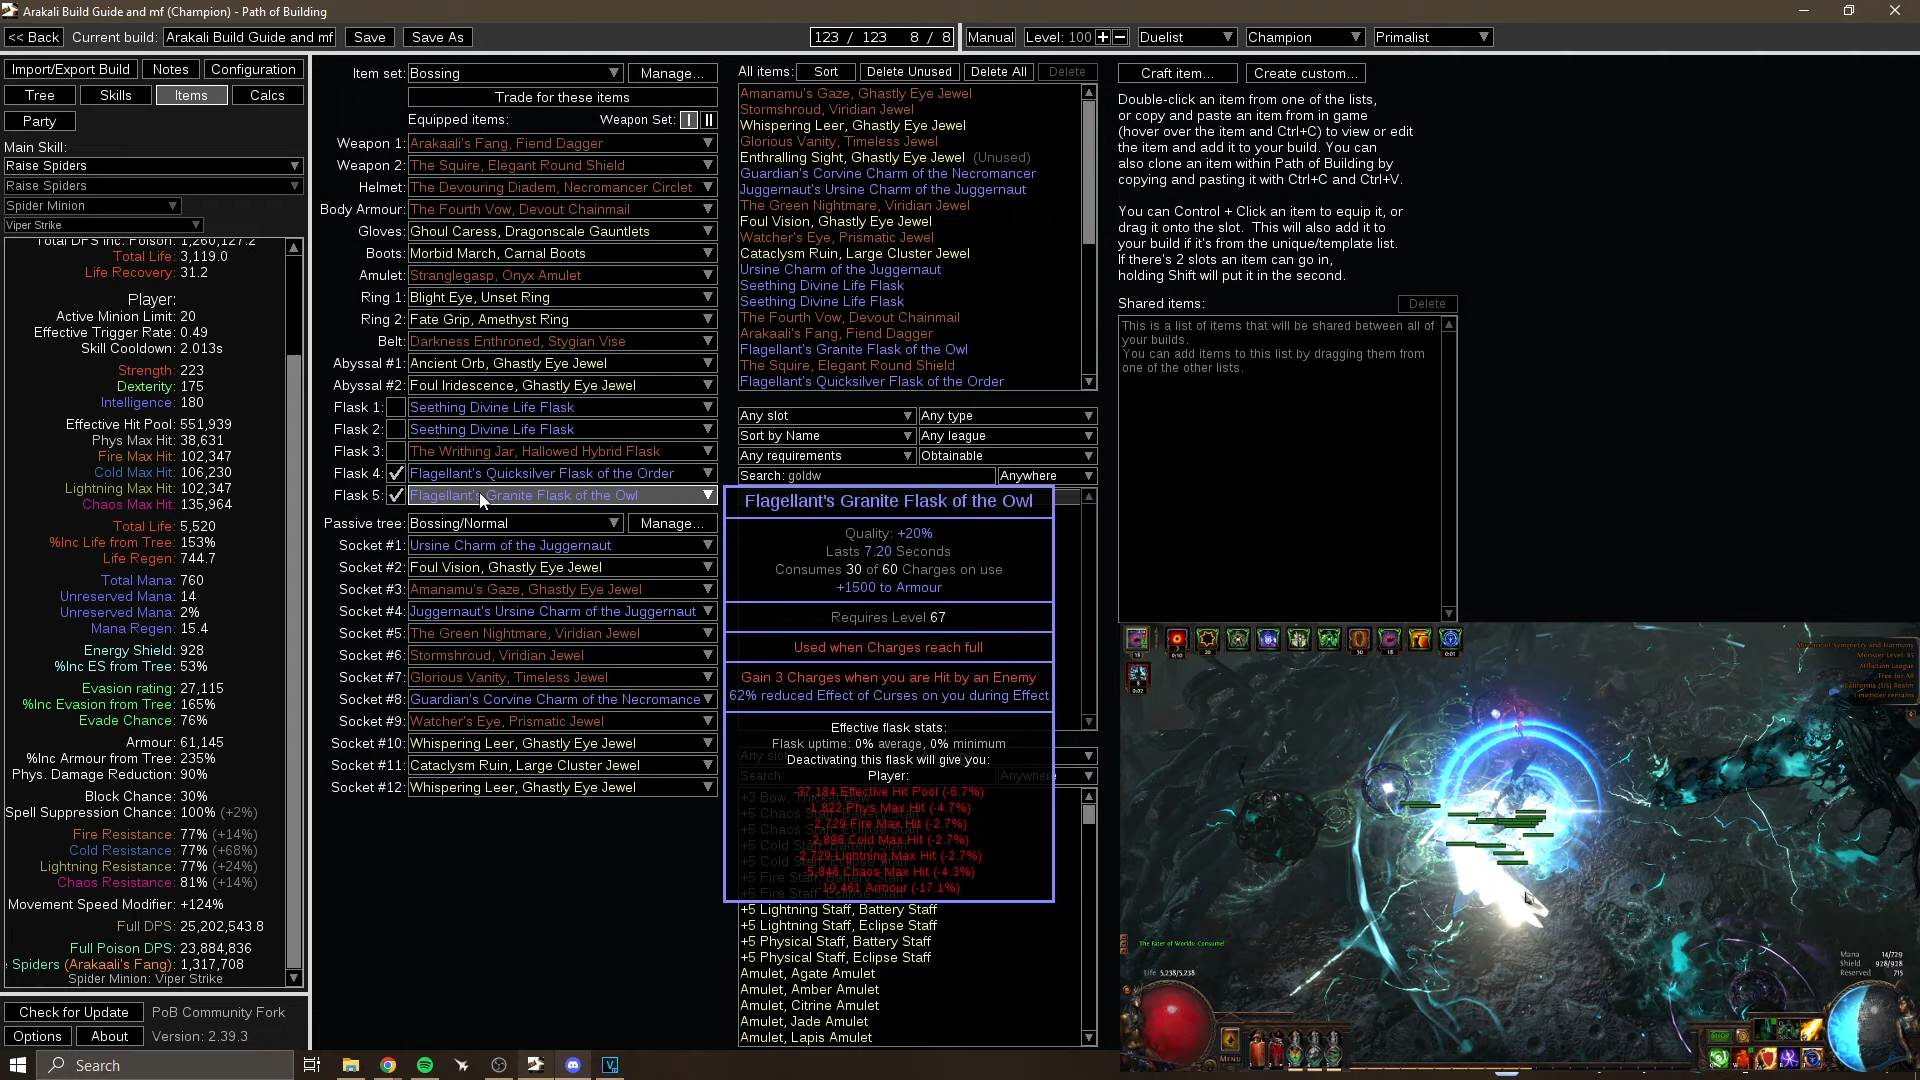 Arakali Build Guide and mf (Champion) - Path of Building
<< Back
Current build:
Arakali Build Guide and mf
Save
Save As
123 / 123   8 / 8
Manual
Level: 100
Duelist
Champion
Primalist
Import/Export Build
Notes
Configuration
Tree
Skills
Items
Calcs
Party
Main Skill:
Raise Spiders
Raise Spiders
Spider Minion
Viper Strike
Total DPS inc. Poison: 1,260,127.2
Total Life: 3,119.0
Life Recovery: 31.2
Player:
Active Minion Limit: 20
Effective Trigger Rate: 0.49
Skill Cooldown: 2.013s
Strength: 223
Dexterity: 175
Intelligence: 180
Effective Hit Pool: 551,939
Phys Max Hit: 38,631
Fire Max Hit: 102,347
Cold Max Hit: 106,230
Lightning Max Hit: 102,347
Chaos Max Hit: 135,964
Total Life: 5,520
%Inc Life from Tree: 153%
Life Regen: 744.7
Total Mana: 760
Unreserved Mana: 14
Unreserved Mana: 2%
Mana Regen: 15.4
Energy Shield: 928
%Inc ES from Tree: 53%
Evasion rating: 27,115
%Inc Evasion from Tree: 165%
Evade Chance: 76%
Armour: 61,145
%Inc Armour from Tree: 235%
Phys. Damage Reduction: 90%
Block Chance: 30%
Spell Suppression Chance: 100% (+2%)
Fire Resistance: 77% (+14%)
Cold Resistance: 77% (+68%)
Lightning Resistance: 77% (+24%)
Chaos Resistance: 81% (+14%)
Movement Speed Modifier: +124%
Full DPS: 25,202,543.8
Full Poison DPS: 23,884,836
Spiders (Arakaali's Fang): 1,317,708
Spider Minion: Viper Strike
Check for Update
PoB Community Fork
Options
About
Version: 2.39.3
Item set: Bossing
Manage...
Trade for these items
Equipped items:
Weapon Set: I II
Weapon 1: Arakaali's Fang, Fiend Dagger
Weapon 2: The Squire, Elegant Round Shield
Helmet: The Devouring Diadem, Necromancer Circlet
Body Armour: The Fourth Vow, Devout Chainmail
Gloves: Ghoul Caress, Dragonscale Gauntlets
Boots: Morbid March, Carnal Boots
Amulet: Stranglegasp, Onyx Amulet
Ring 1: Blight Eye, Unset Ring
Ring 2: Fate Grip, Amethyst Ring
Belt: Darkness Enthroned, Stygian Vise
Abyssal #1: Ancient Orb, Ghastly Eye Jewel
Abyssal #2: Foul Iridescence, Ghastly Eye Jewel
Flask 1: Seething Divine Life Flask
Flask 2: Seething Divine Life Flask
Flask 3: The Writhing Jar, Hallowed Hybrid Flask
Flask 4: Flagellant's Quicksilver Flask of the Order
Flask 5: Flagellant's Granite Flask of the Owl
Passive tree: Bossing/Normal
Manage...
Socket #1: Ursine Charm of the Juggernaut
Socket #2: Foul Vision, Ghastly Eye Jewel
Socket #3: Amanamu's Gaze, Ghastly Eye Jewel
Socket #4: Juggernaut's Ursine Charm of the Juggernaut
Socket #5: The Green Nightmare, Viridian Jewel
Socket #6: Stormshroud, Viridian Jewel
Socket #7: Glorious Vanity, Timeless Jewel
Socket #8: Guardian's Corvine Charm of the Necromance
Socket #9: Watcher's Eye, Prismatic Jewel
Socket #10: Whispering Leer, Ghastly Eye Jewel
Socket #11: Cataclysm Ruin, Large Cluster Jewel
Socket #12: Whispering Leer, Ghastly Eye Jewel
All items:
Sort
Delete Unused
Delete All
Delete
Amanamu's Gaze, Ghastly Eye Jewel
Stormshroud, Viridian Jewel
Whispering Leer, Ghastly Eye Jewel
Glorious Vanity, Timeless Jewel
Enthralling Sight, Ghastly Eye Jewel (Unused)
Guardian's Corvine Charm of the Necromancer
Juggernaut's Ursine Charm of the Juggernaut
The Green Nightmare, Viridian Jewel
Foul Vision, Ghastly Eye Jewel
Watcher's Eye, Prismatic Jewel
Cataclysm Ruin, Large Cluster Jewel
Ursine Charm of the Juggernaut
Seething Divine Life Flask
Seething Divine Life Flask
The Fourth Vow, Devout Chainmail
Arakaali's Fang, Fiend Dagger
Flagellant's Granite Flask of the Owl
The Squire, Elegant Round Shield
Flagellant's Quicksilver Flask of the Order
Any slot
Any type
Sort by Name
Any league
Any requirements
Obtainable
Search: goldw
Anywhere
Flagellant's Granite Flask of the Owl
Quality: +20%
Lasts 7.20 Seconds
Consumes 30 of 60 Charges on use
+1500 to Armour
Requires Level 67
Used when Charges reach full
Gain 3 Charges when you are Hit by an Enemy
62% reduced Effect of Curses on you during Effect
Effective flask stats:
Flask uptime: 0% average, 0% minimum
Deactivating this flask will give you:
Player:
-37,184 Effective Hit Pool (-6.7%)
-1,822 Phys Max Hit (-4.7%)
-2,729 Fire Max Hit (-2.7%)
-2,898 Cold Max Hit (-2.7%)
-2,729 Lightning Max Hit (-2.7%)
-5,846 Chaos Max Hit (-4.3%)
-10,461 Armour (-17.1%)
+5 Lightning Staff, Battery Staff
+5 Lightning Staff, Eclipse Staff
+5 Physical Staff, Battery Staff
+5 Physical Staff, Eclipse Staff
Amulet, Agate Amulet
Amulet, Amber Amulet
Amulet, Citrine Amulet
Amulet, Jade Amulet
Amulet, Lapis Amulet
Craft item...
Create custom...
Double-click an item from one of the lists,
or copy and paste an item from in game
(hover over the item and Ctrl+C) to view or edit
the item and add it to your build. You can
also clone an item within Path of Building by
copying and pasting it with Ctrl+C and Ctrl+V.
You can Control + Click an item to equip it, or
drag it onto the slot. This will also add it to
your build if it's from the unique/template list.
If there's 2 slots an item can go in,
holding Shift will put it in the second.
Shared items:
Delete
This is a list of items that will be shared between all of
your builds.
You can add items to this list by dragging them from
one of the other lists.
Monster Level: 85
Affliction League
Free for All
California (US) Realm
The Eater of Worlds: Consume!
Life 5,238/5,238
Mana 14/729
Shield 928/928
Reserved 715
SHOP
MENU
Search